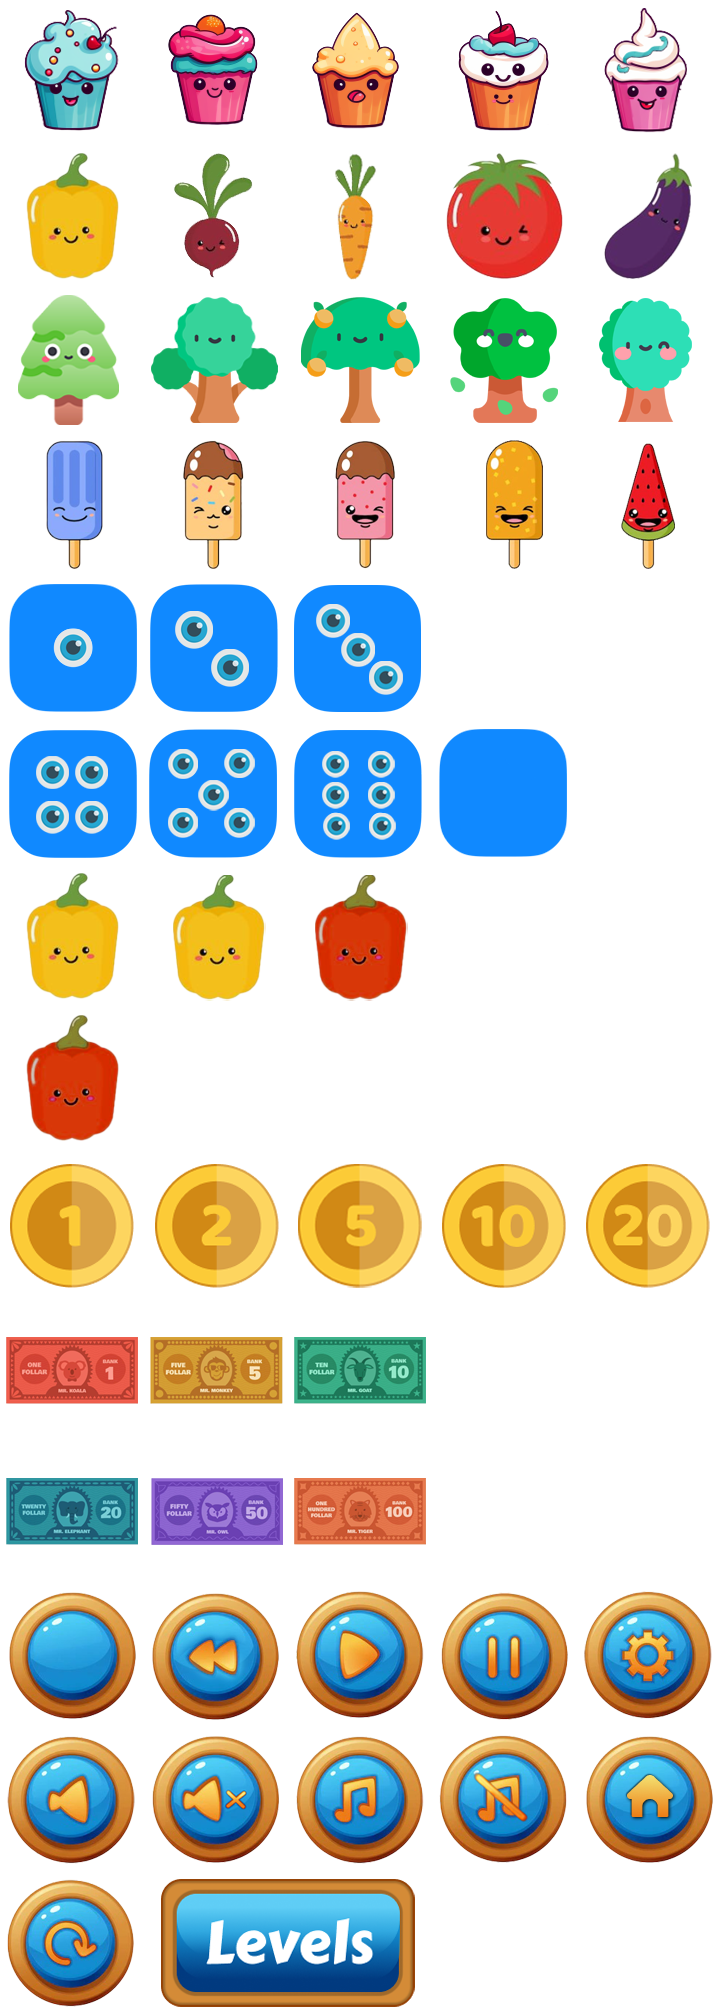 1 2 5 10 20
ONE FOLLAR BANK 1 MR. KOALA
FIVE FOLLAR BANK 5 MR. MONKEY
TEN FOLLAR BANK 10 MR. GOAT
TWENTY FOLLAR BANK 20 MR. ELEPHANT
FIFTY FOLLAR BANK 50 MR. OWL
ONE HUNDRED FOLLAR BANK 100 MR. TIGER
Levels